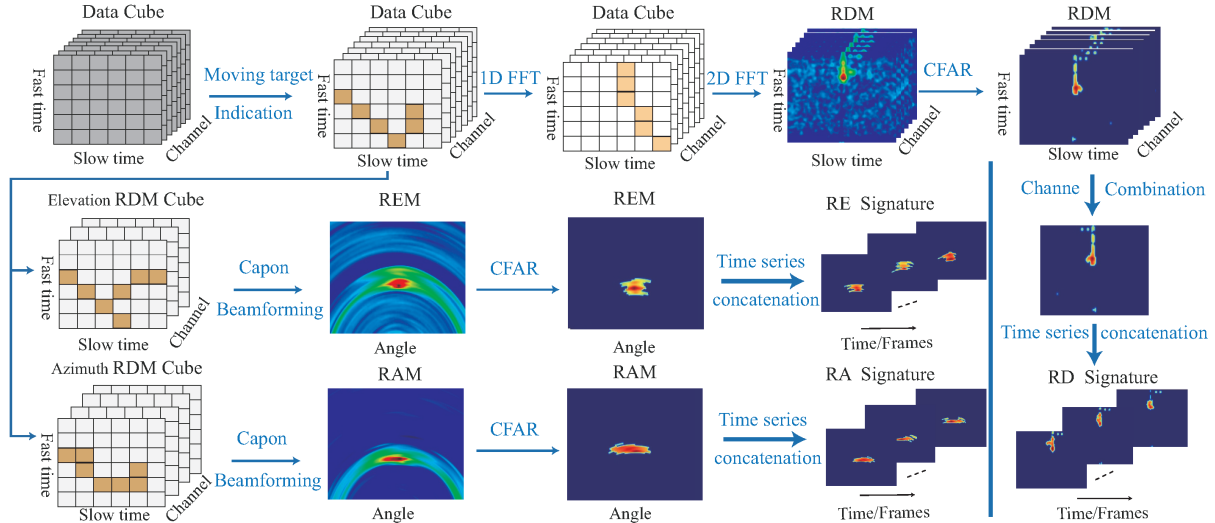 Data Cube
Data Cube
Data Cube
RDM
RDM
Fast time
Moving target
Indication
1D FFT
2D FFT
Fast time
CFAR
Fast time
Slow time
Channel
Slow time
Channel
Slow time
Channel
Slow time
Channel
Slow time
Channel
Channe
Combination
Elevation RDM Cube
REM
REM
RE Signature
Fast time
Capon
Beamforming
CFAR
Time series
concatenation
Slow time
Channel
Angle
Angle
Time/Frames
Time series
concatenation
Azimuth RDM Cube
RAM
RAM
RA Signature
RD Signature
Fast time
Capon
Beamforming
CFAR
Time series
concatenation
Slow time
Channel
Angle
Angle
Time/Frames
Time/Frames